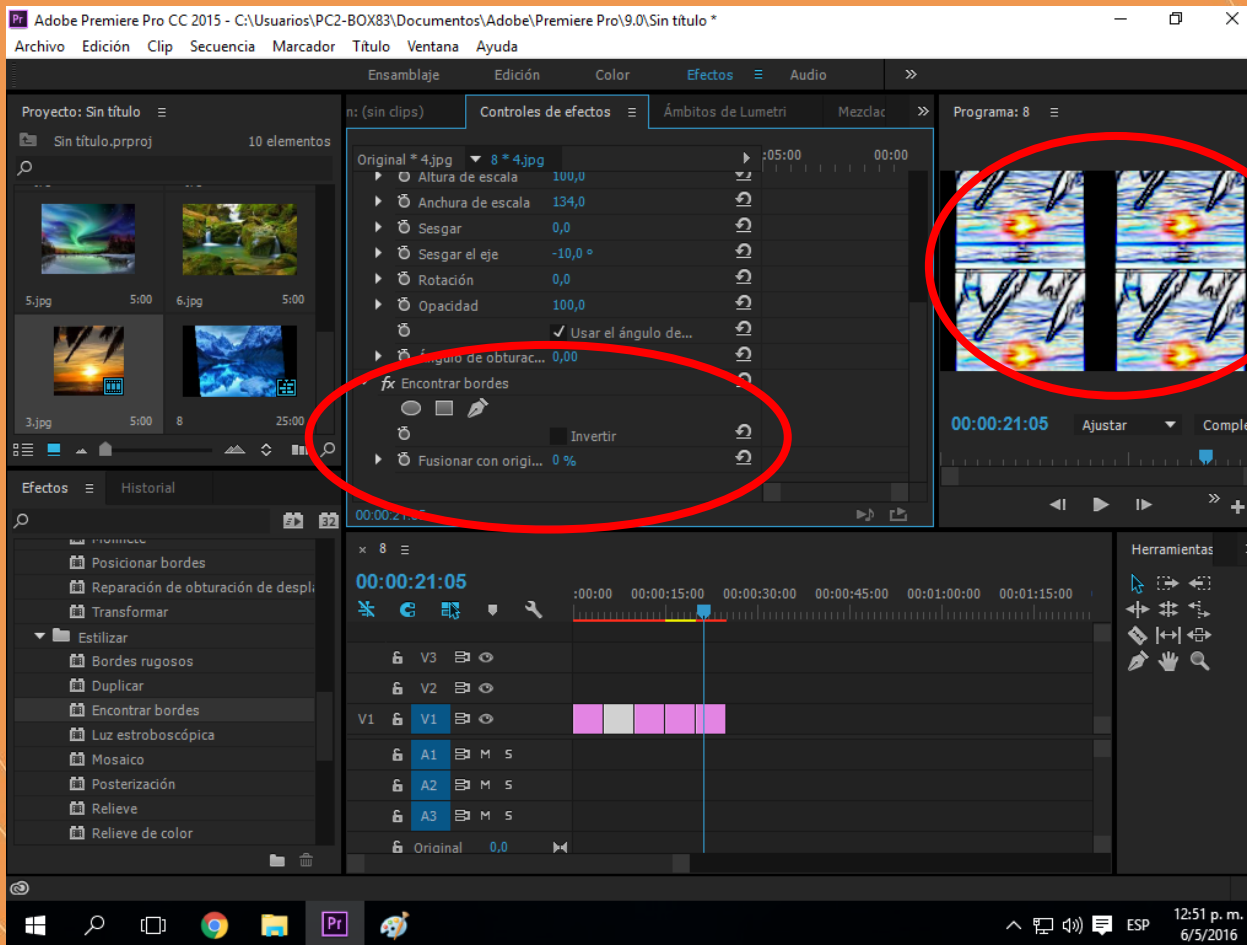 Adobe Premiere Pro CC 2015 - C:\Usuarios\PC2-BOX83\Documentos\Adobe\Premiere Pro\9.0\Sin título *
Archivo Edición Clip Secuencia Marcador Título Ventana Ayuda
Ensamblaje Edición Color Efectos Audio
Proyecto: Sin título
Sin título.prproj 10 elementos
5.jpg 5:00 6.jpg 5:00
3.jpg 5:00 8 25:00
n: (sin clips) Controles de efectos Ámbitos de Lumetri Mezclac
Original * 4.jpg 8 * 4.jpg :05:00 00:00
Altura de escala 100,0
Anchura de escala 134,0
Sesgar 0,0
Sesgar el eje -10,0 °
Rotación 0,0
Opacidad 100,0
Usar el ángulo de...
Ángulo de obturac... 0,00
fx Encontrar bordes
Invertir
Fusionar con origi... 0 %
00:00:21:05
Programa: 8
00:00:21:05 Ajustar Comple
Efectos Historial
32
Posicionar bordes
Reparación de obturación de despl
Transformar
Estilizar
Bordes rugosos
Duplicar
Encontrar bordes
Luz estroboscópica
Mosaico
Posterización
Relieve
Relieve de color
× 8
00:00:21:05
:00:00 00:00:15:00 00:00:30:00 00:00:45:00 00:01:00:00 00:01:15:00
V3
V2
V1 V1
A1 M S
A2 M S
A3 M S
Original 0,0
Herramientas
Pr
ESP
12:51 p. m.
6/5/2016